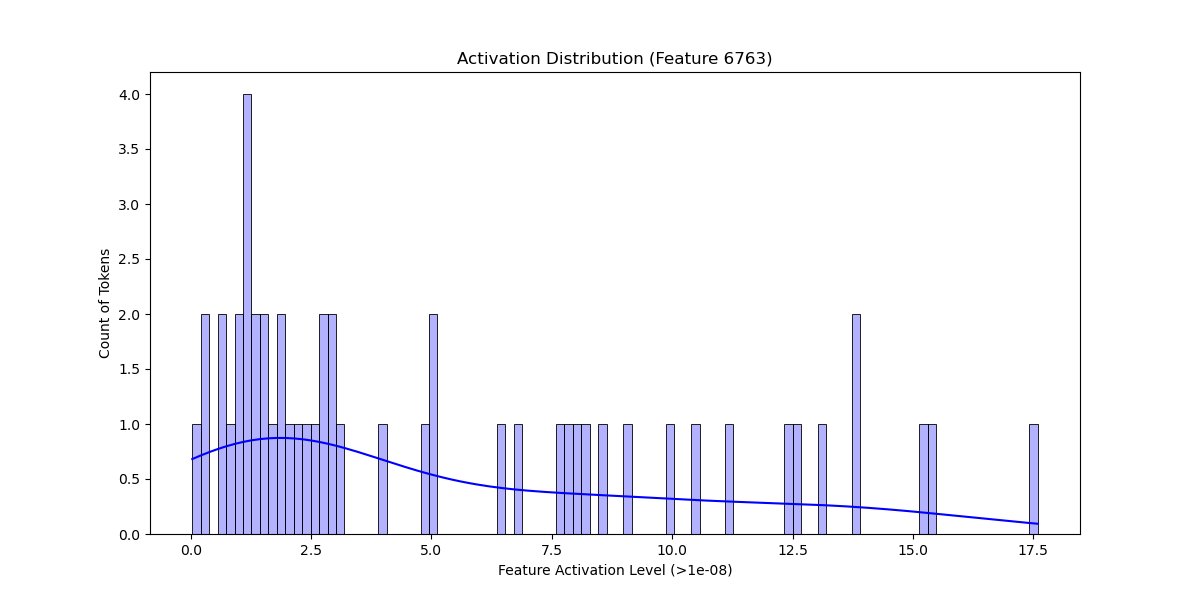 Activation Distribution (Feature 6763)
4.0
3.5
3.0
2.5
2.0
1.5
1.0
0.5
0.0
Count of Tokens
0.0 2.5 5.0 7.5 10.0 12.5 15.0 17.5
Feature Activation Level (>1e-08)